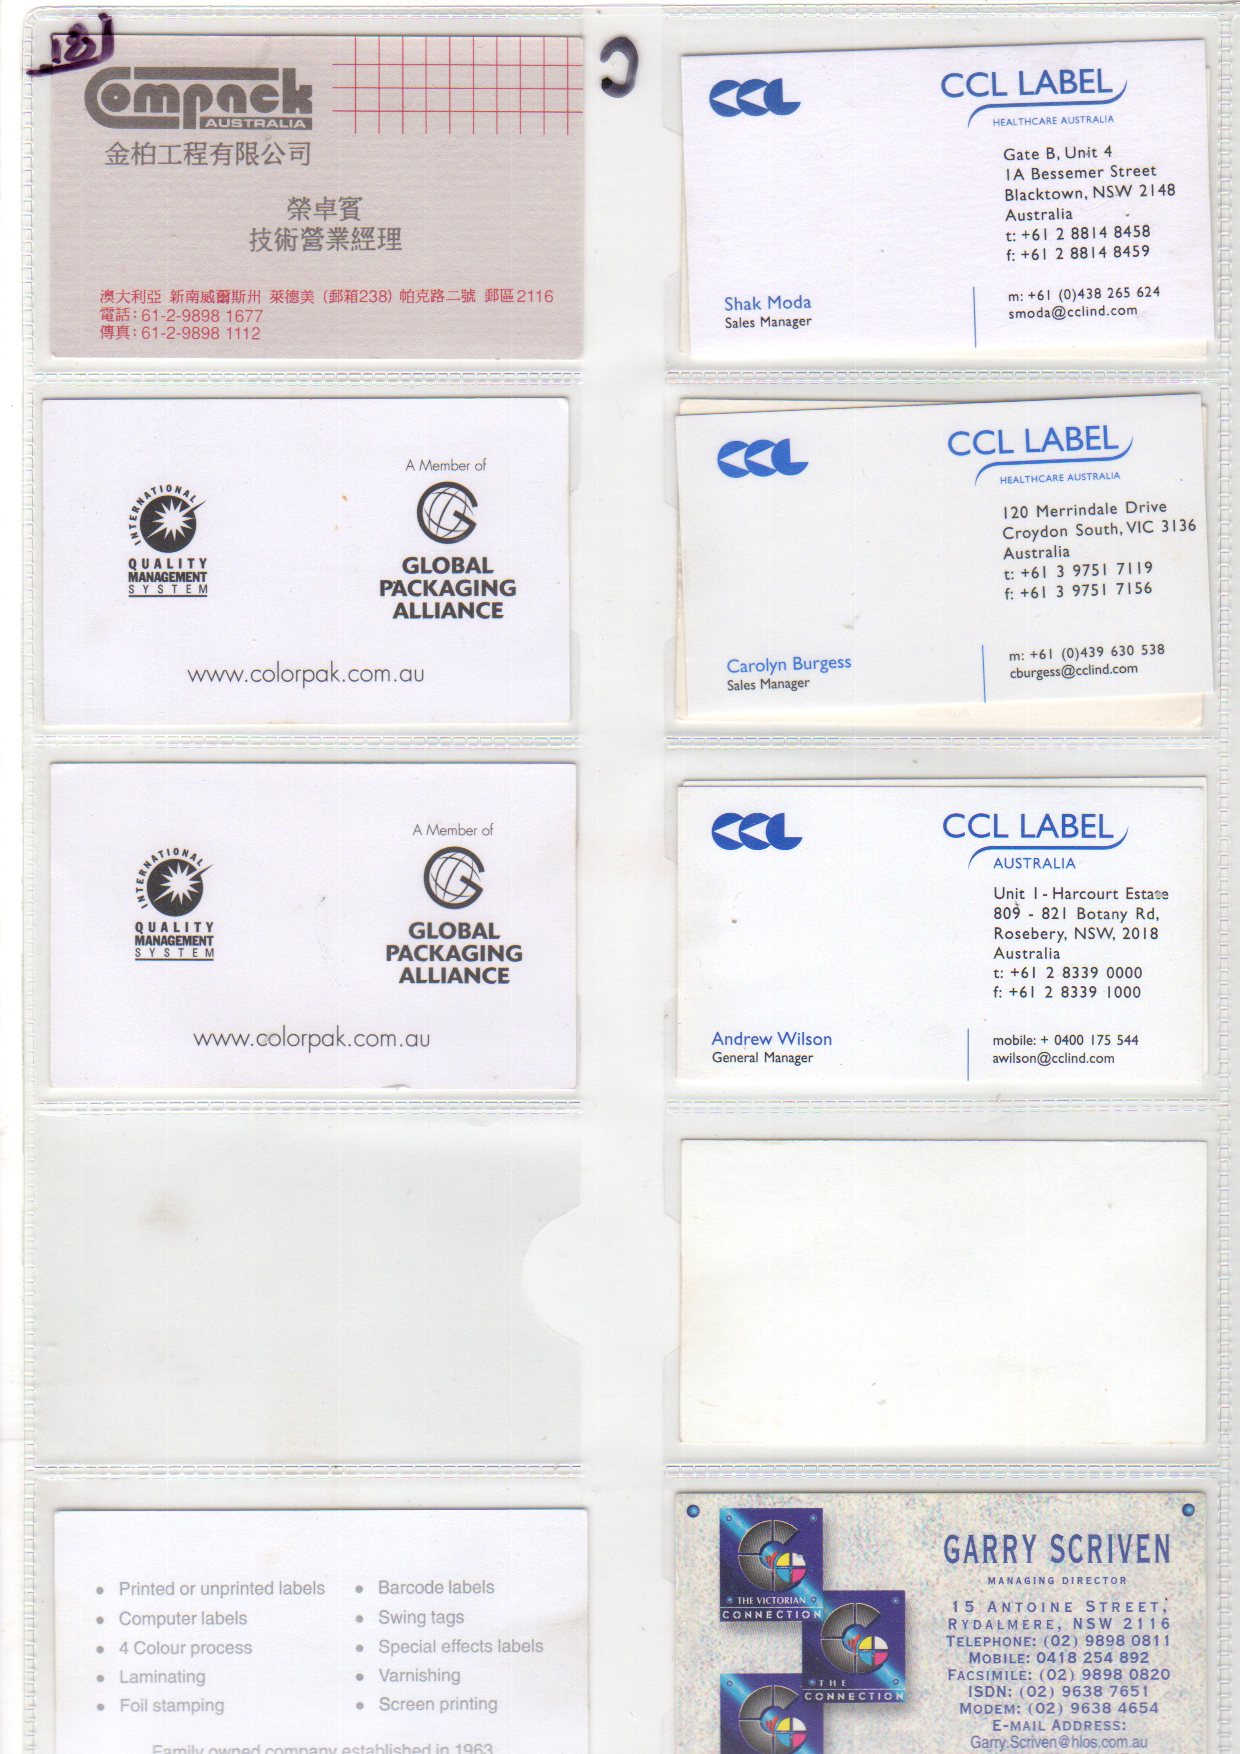 181
C
Compack
AUSTRALIA
金柏工程有限公司
榮卓賓
技術營業經理
澳大利亞 新南威爾斯州 萊德美 (郵箱238) 帕克路二號 郵區2116
電話: 61-2-9898 1677
傳真: 61-2-9898 1112
CCL
CCL LABEL
HEALTHCARE AUSTRALIA
Gate B, Unit 4
1A Bessemer Street
Blacktown, NSW 2148
Australia
t: +61 2 8814 8458
f: +61 2 8814 8459
Shak Moda
Sales Manager
m: +61 (0)438 265 624
smoda@cclind.com
INTERNATIONAL
QUALITY
MANAGEMENT
SYSTEM
A Member of
GLOBAL
PACKAGING
ALLIANCE
www.colorpak.com.au
CCL
CCL LABEL
HEALTHCARE AUSTRALIA
120 Merrindale Drive
Croydon South, VIC 3136
Australia
t: +61 3 9751 7119
f: +61 3 9751 7156
Carolyn Burgess
Sales Manager
m: +61 (0)439 630 538
cburgess@cclind.com
INTERNATIONAL
QUALITY
MANAGEMENT
SYSTEM
A Member of
GLOBAL
PACKAGING
ALLIANCE
www.colorpak.com.au
CCL
CCL LABEL
AUSTRALIA
Unit 1 - Harcourt Estate
809 - 821 Botany Rd,
Rosebery, NSW, 2018
Australia
t: +61 2 8339 0000
f: +61 2 8339 1000
Andrew Wilson
General Manager
mobile: + 0400 175 544
awilson@cclind.com
• Printed or unprinted labels
• Computer labels
• 4 Colour process
• Laminating
• Foil stamping
• Barcode labels
• Swing tags
• Special effects labels
• Varnishing
• Screen printing
Family owned company established in 1963
THE VICTORIAN
CONNECTION
THE
CONNECTION
GARRY SCRIVEN
MANAGING DIRECTOR
15 ANTOINE STREET,
RYDALMERE, NSW 2116
TELEPHONE: (02) 9898 0811
MOBILE: 0418 254 892
FACSIMILE: (02) 9898 0820
ISDN: (02) 9638 7651
MODEM: (02) 9638 4654
E-MAIL ADDRESS:
Garry.Scriven@hlos.com.au